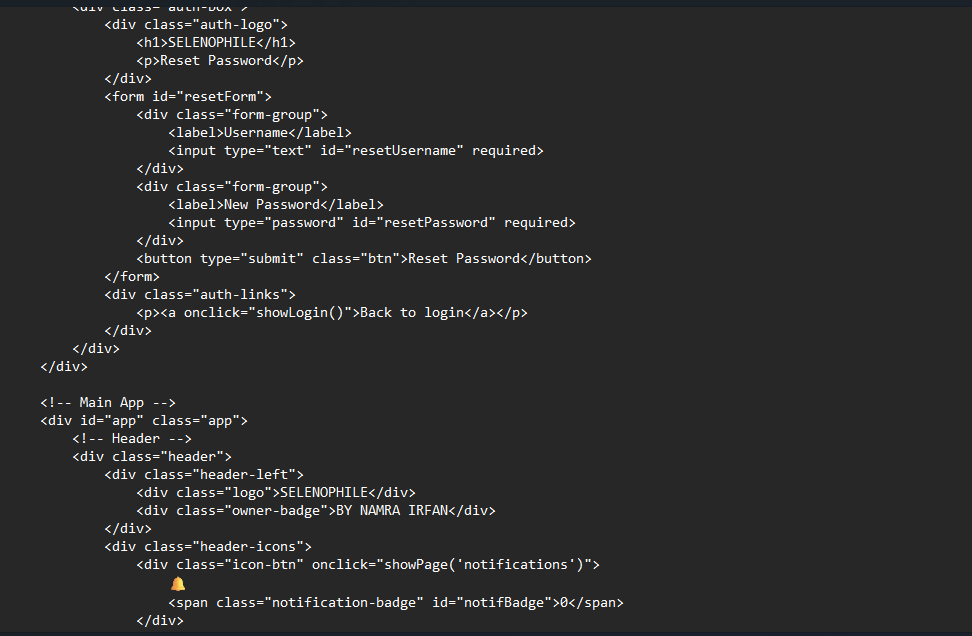 <div class="auth-box">
<div class="auth-logo">
<h1>SELENOPHILE</h1>
<p>Reset Password</p>
</div>
<form id="resetForm">
<div class="form-group">
<label>Username</label>
<input type="text" id="resetUsername" required>
</div>
<div class="form-group">
<label>New Password</label>
<input type="password" id="resetPassword" required>
</div>
<button type="submit" class="btn">Reset Password</button>
</form>
<div class="auth-links">
<p><a onclick="showLogin()">Back to login</a></p>
</div>
</div>
</div>
<!-- Main App -->
<div id="app" class="app">
<!-- Header -->
<div class="header">
<div class="header-left">
<div class="logo">SELENOPHILE</div>
<div class="owner-badge">BY NAMRA IRFAN</div>
</div>
<div class="header-icons">
<div class="icon-btn" onclick="showPage('notifications')">
🔔
<span class="notification-badge" id="notifBadge">0</span>
</div>